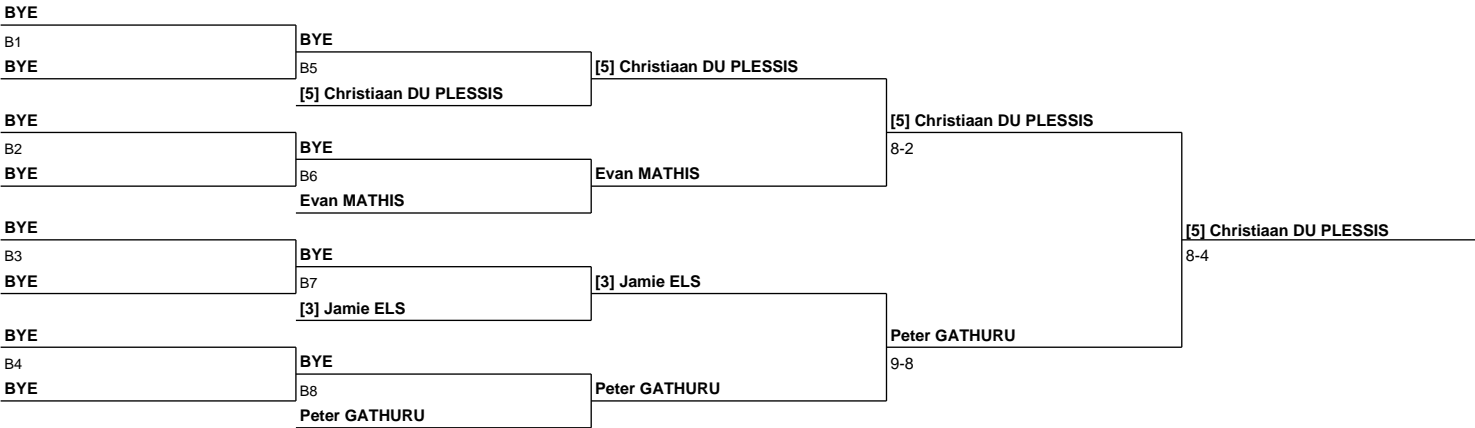 BYE
B1
BYE
BYE
B5
[5] Christiaan DU PLESSIS
[5] Christiaan DU PLESSIS
BYE
B2
BYE
BYE
B6
Evan MATHIS
Evan MATHIS
[5] Christiaan DU PLESSIS
8-2
BYE
B3
BYE
BYE
B7
[3] Jamie ELS
[3] Jamie ELS
BYE
B4
BYE
BYE
B8
Peter GATHURU
Peter GATHURU
Peter GATHURU
9-8
[5] Christiaan DU PLESSIS
8-4